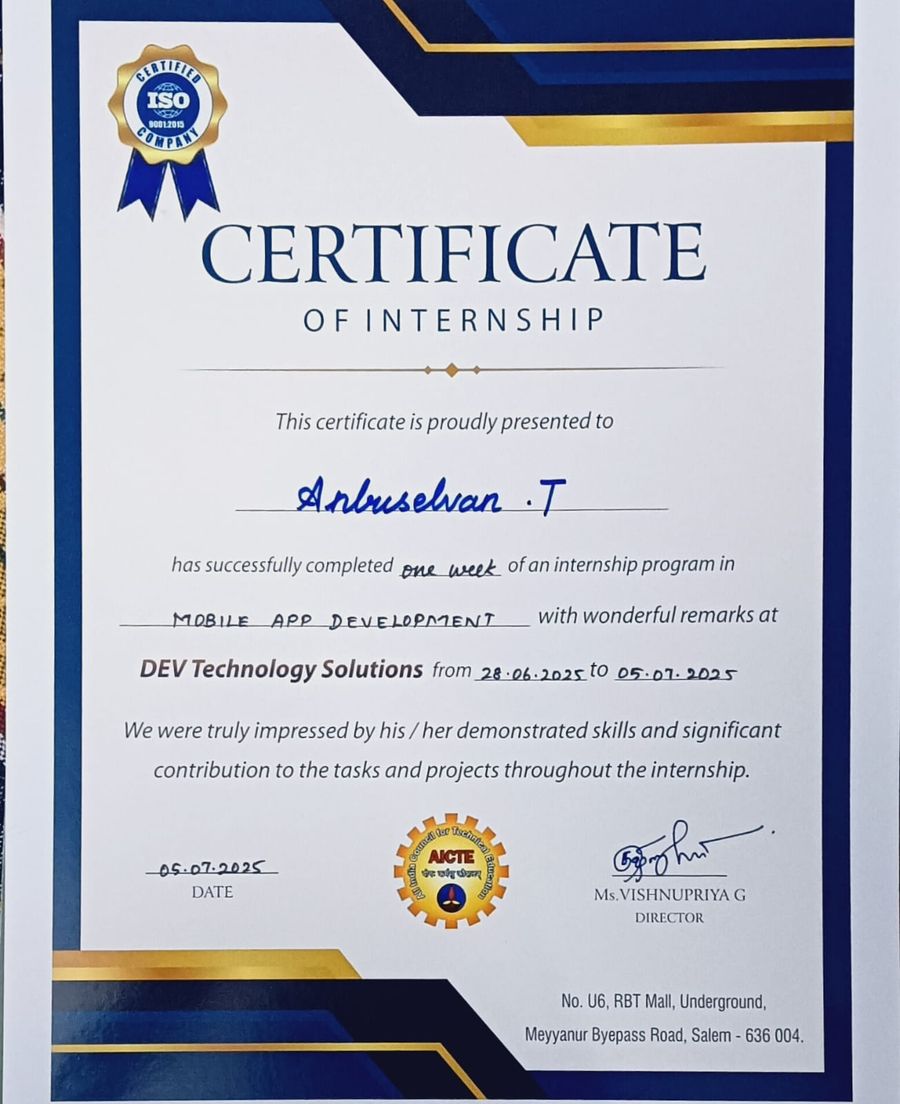 CERTIFIED
ISO
9001:2015
COMPANY
CERTIFICATE
OF INTERNSHIP
This certificate is proudly presented to
Anbuselvan .T
has successfully completed one week of an internship program in
MOBILE APP DEVELOPMENT with wonderful remarks at
DEV Technology Solutions from 28.06.2025 to 05.07.2025
We were truly impressed by his / her demonstrated skills and significant
contribution to the tasks and projects throughout the internship.
All India Council for Technical Education
AICTE
05.07.2025
DATE
Ms.VISHNUPRIYA G
DIRECTOR
No. U6, RBT Mall, Underground,
Meyyanur Byepass Road, Salem - 636 004.